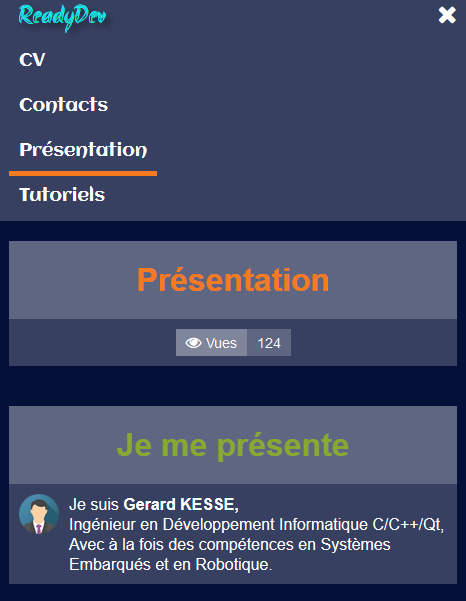 ReadyDev
CV
Contacts
Présentation
Tutoriels
Présentation
Vues 124
Je me présente
Je suis Gerard KESSE,
Ingénieur en Développement Informatique C/C++/Qt,
Avec à la fois des compétences en Systèmes
Embarqués et en Robotique.